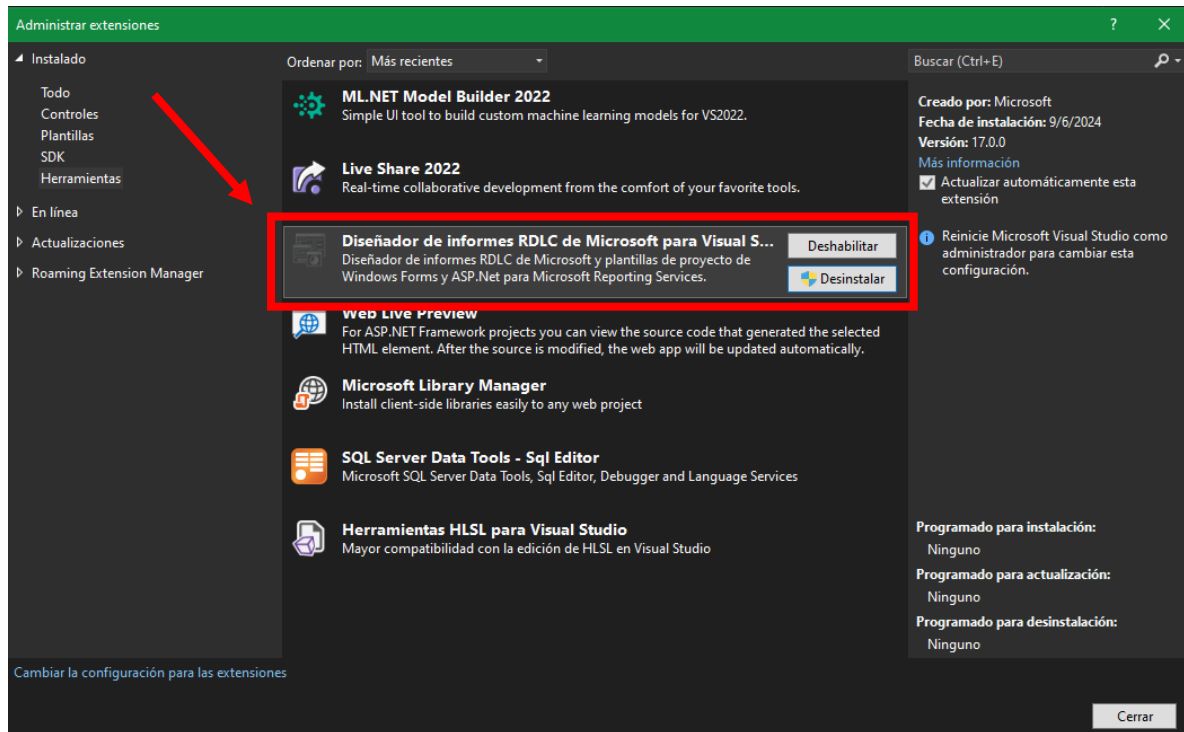 Administrar extensiones
?
Instalado
Todo
Controles
Plantillas
SDK
Herramientas
En línea
Actualizaciones
Roaming Extension Manager
Ordenar por: Más recientes
ML.NET Model Builder 2022
Simple UI tool to build custom machine learning models for VS2022.
Live Share 2022
Real-time collaborative development from the comfort of your favorite tools.
Diseñador de informes RDLC de Microsoft para Visual S...
Diseñador de informes RDLC de Microsoft y plantillas de proyecto de
Windows Forms y ASP.Net para Microsoft Reporting Services.
Deshabilitar
Desinstalar
Web Live Preview
For ASP.NET Framework projects you can view the source code that generated the selected
HTML element. After the source is modified, the web app will be updated automatically.
Microsoft Library Manager
Install client-side libraries easily to any web project
SQL Server Data Tools - Sql Editor
Microsoft SQL Server Data Tools, Sql Editor, Debugger and Language Services
Herramientas HLSL para Visual Studio
Mayor compatibilidad con la edición de HLSL en Visual Studio
Buscar (Ctrl+E)
Creado por: Microsoft
Fecha de instalación: 9/6/2024
Versión: 17.0.0
Más información
Actualizar automáticamente esta
extensión
Reinicie Microsoft Visual Studio como
administrador para cambiar esta
configuración.
Programado para instalación:
Ninguno
Programado para actualización:
Ninguno
Programado para desinstalación:
Ninguno
Cambiar la configuración para las extensiones
Cerrar